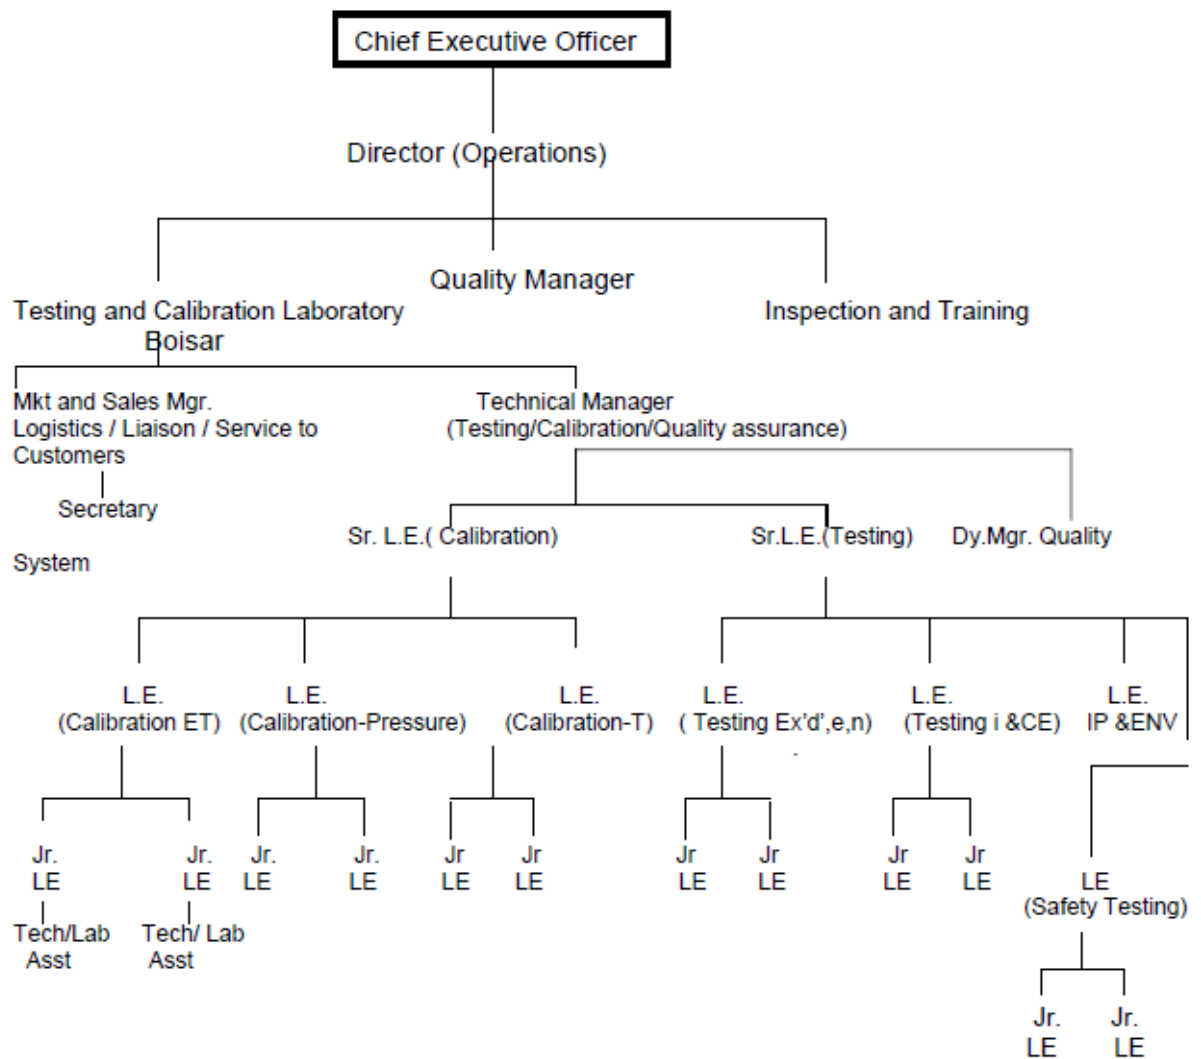 Chief Executive Officer
Director (Operations)
Quality Manager
Testing and Calibration Laboratory
Boisar
Inspection and Training
Mkt and Sales Mgr.
Logistics / Liaison / Service to
Customers
Technical Manager
(Testing/Calibration/Quality assurance)
Secretary
Sr. L.E.( Calibration)
Sr.L.E.(Testing)
Dy.Mgr. Quality
System
L.E.
(Calibration ET)
L.E.
(Calibration-Pressure)
L.E.
(Calibration-T)
L.E.
( Testing Ex'd',e,n)
.
L.E.
(Testing i &CE)
L.E.
IP &ENV
Jr.
LE
Jr.
LE
Jr.
LE
Jr.
LE
Jr
LE
Jr
LE
Jr
LE
Jr
LE
Jr
LE
Jr
LE
LE
(Safety Testing)
Tech/Lab
Asst
Tech/ Lab
Asst
Jr.
LE
Jr.
LE